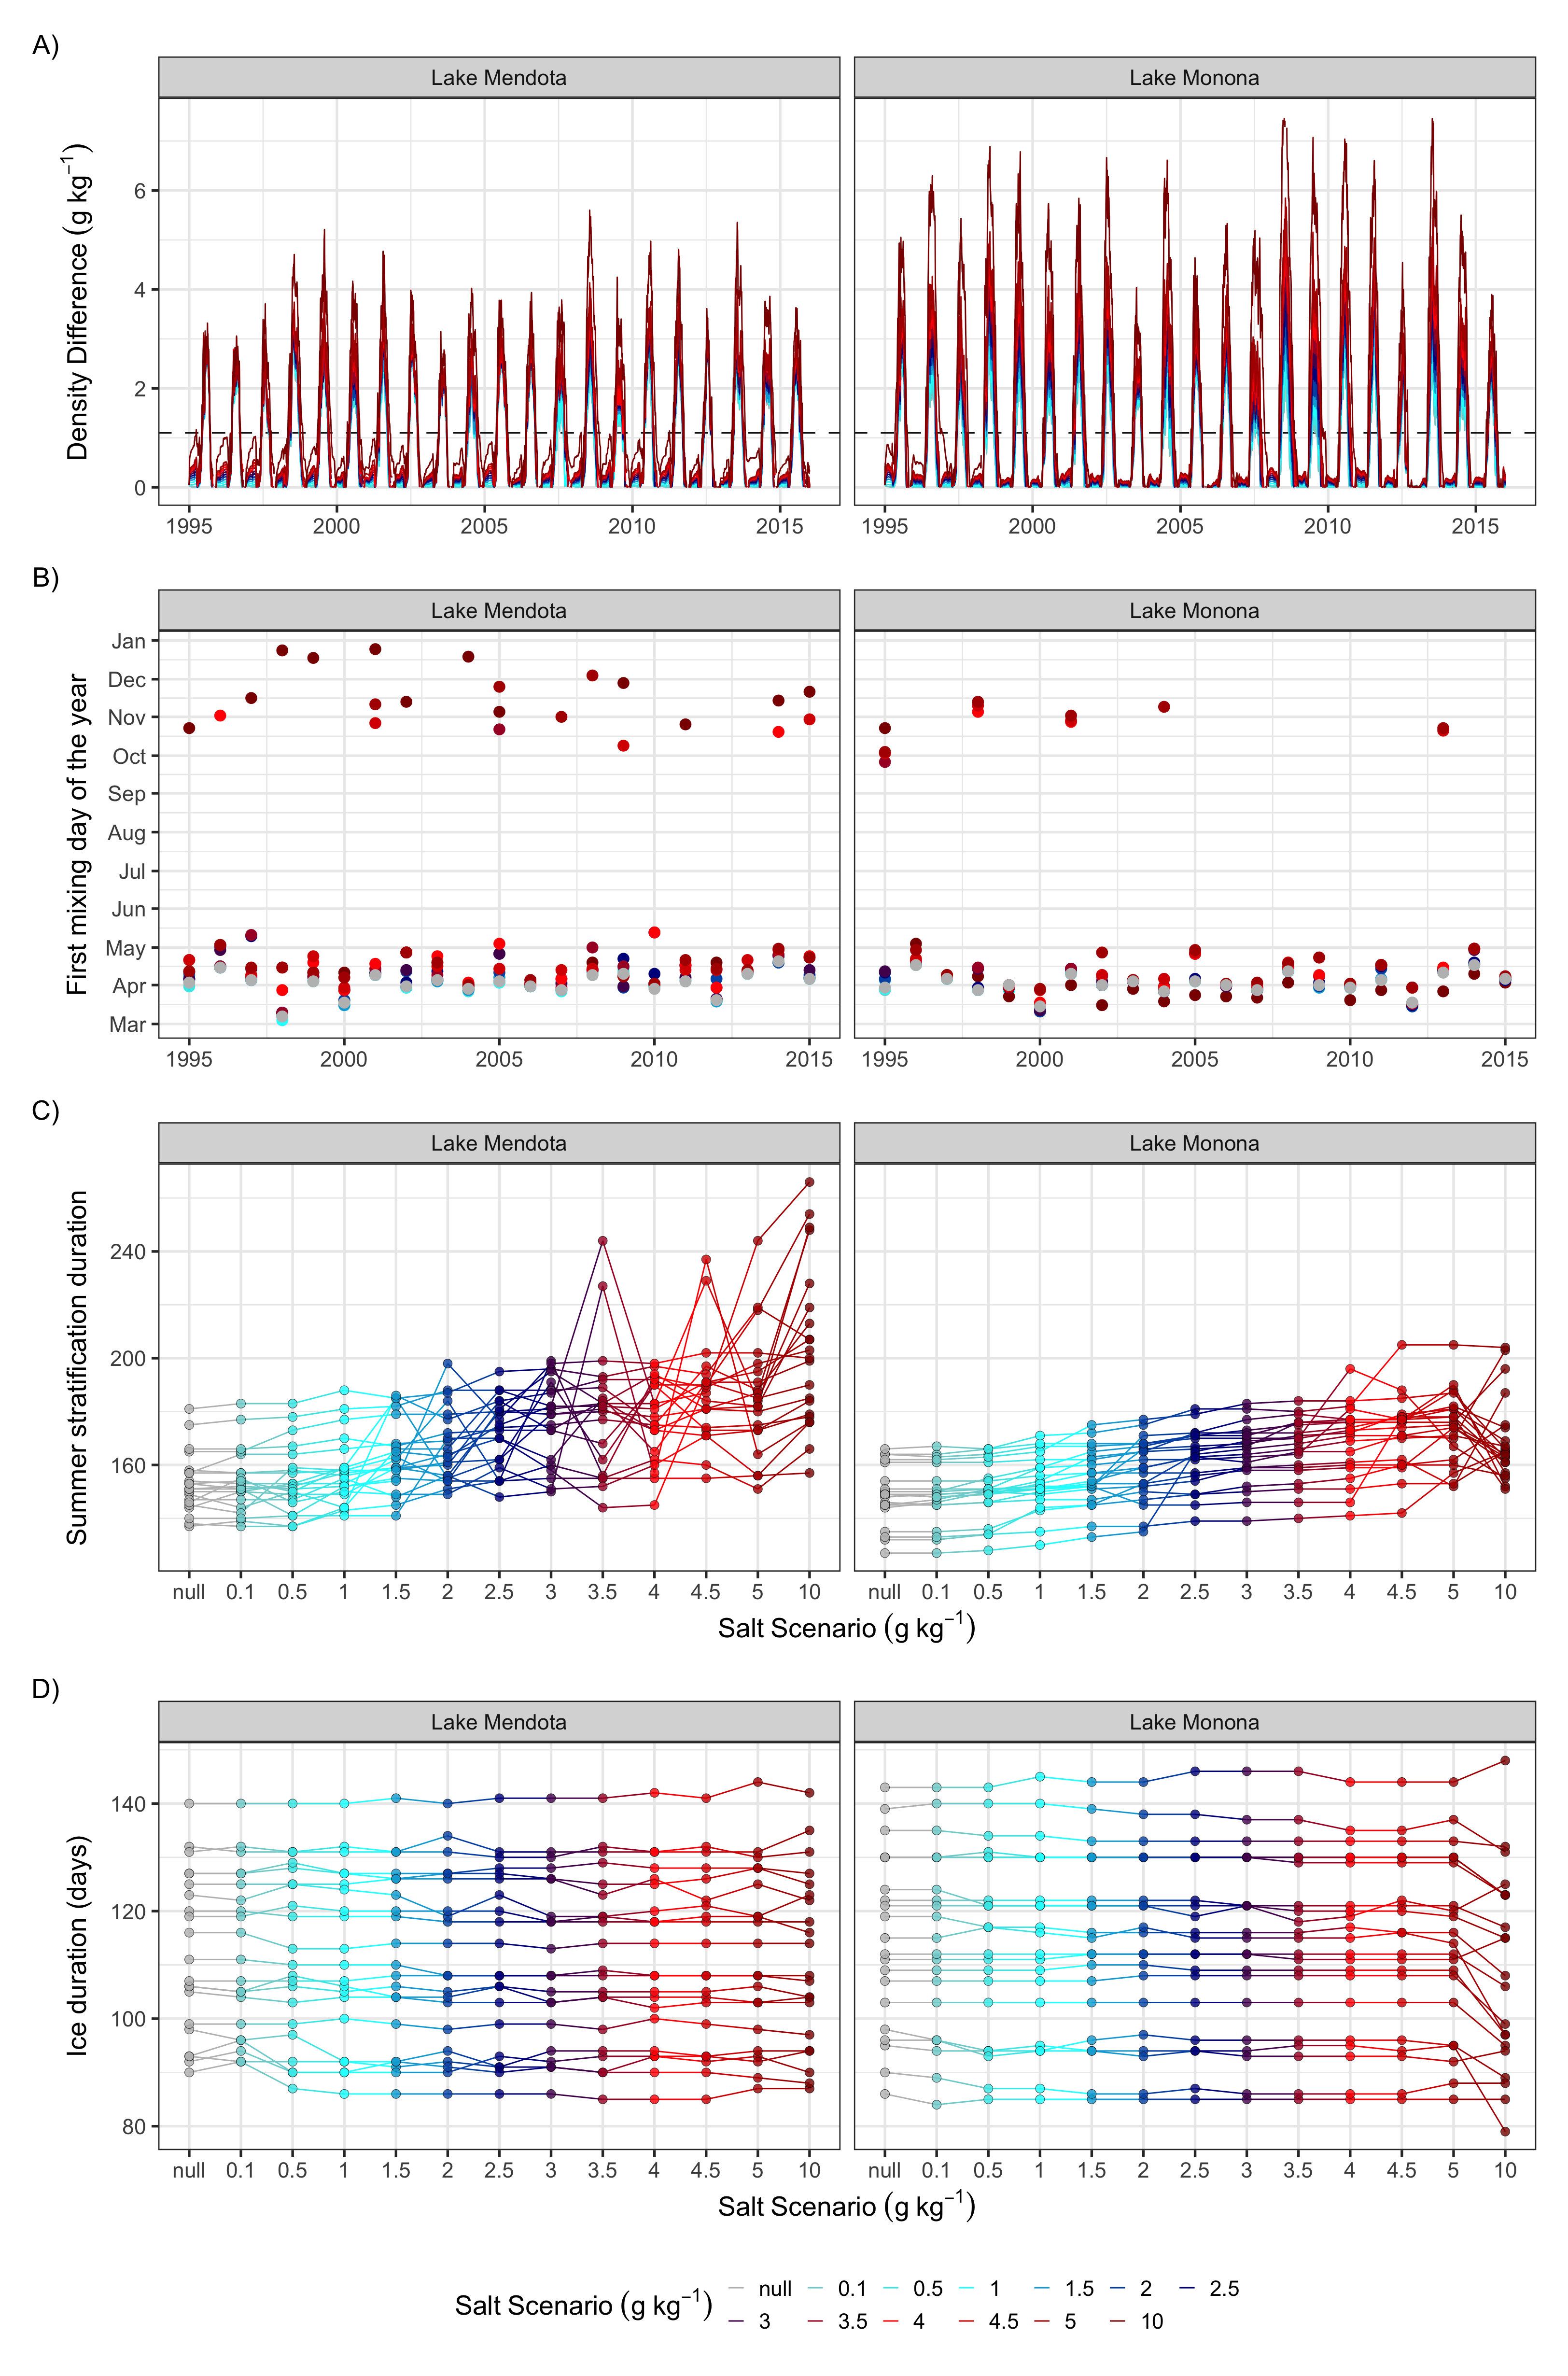 A)
Lake Mendota Lake Monona
Density Difference (g kg⁻¹)
6
4
2
0
1995 2000 2005 2010 2015 1995 2000 2005 2010 2015
B)
Lake Mendota Lake Monona
First mixing day of the year
Jan
Dec
Nov
Oct
Sep
Aug
Jul
Jun
May
Apr
Mar
1995 2000 2005 2010 2015 1995 2000 2005 2010 2015
C)
Lake Mendota Lake Monona
Summer stratification duration
240
200
160
null 0.1 0.5 1 1.5 2 2.5 3 3.5 4 4.5 5 10 null 0.1 0.5 1 1.5 2 2.5 3 3.5 4 4.5 5 10
Salt Scenario (g kg⁻¹)
D)
Lake Mendota Lake Monona
Ice duration (days)
140
120
100
80
null 0.1 0.5 1 1.5 2 2.5 3 3.5 4 4.5 5 10 null 0.1 0.5 1 1.5 2 2.5 3 3.5 4 4.5 5 10
Salt Scenario (g kg⁻¹)
Salt Scenario (g kg⁻¹)
null 0.1 0.5 1 1.5 2 2.5
3 3.5 4 4.5 5 10